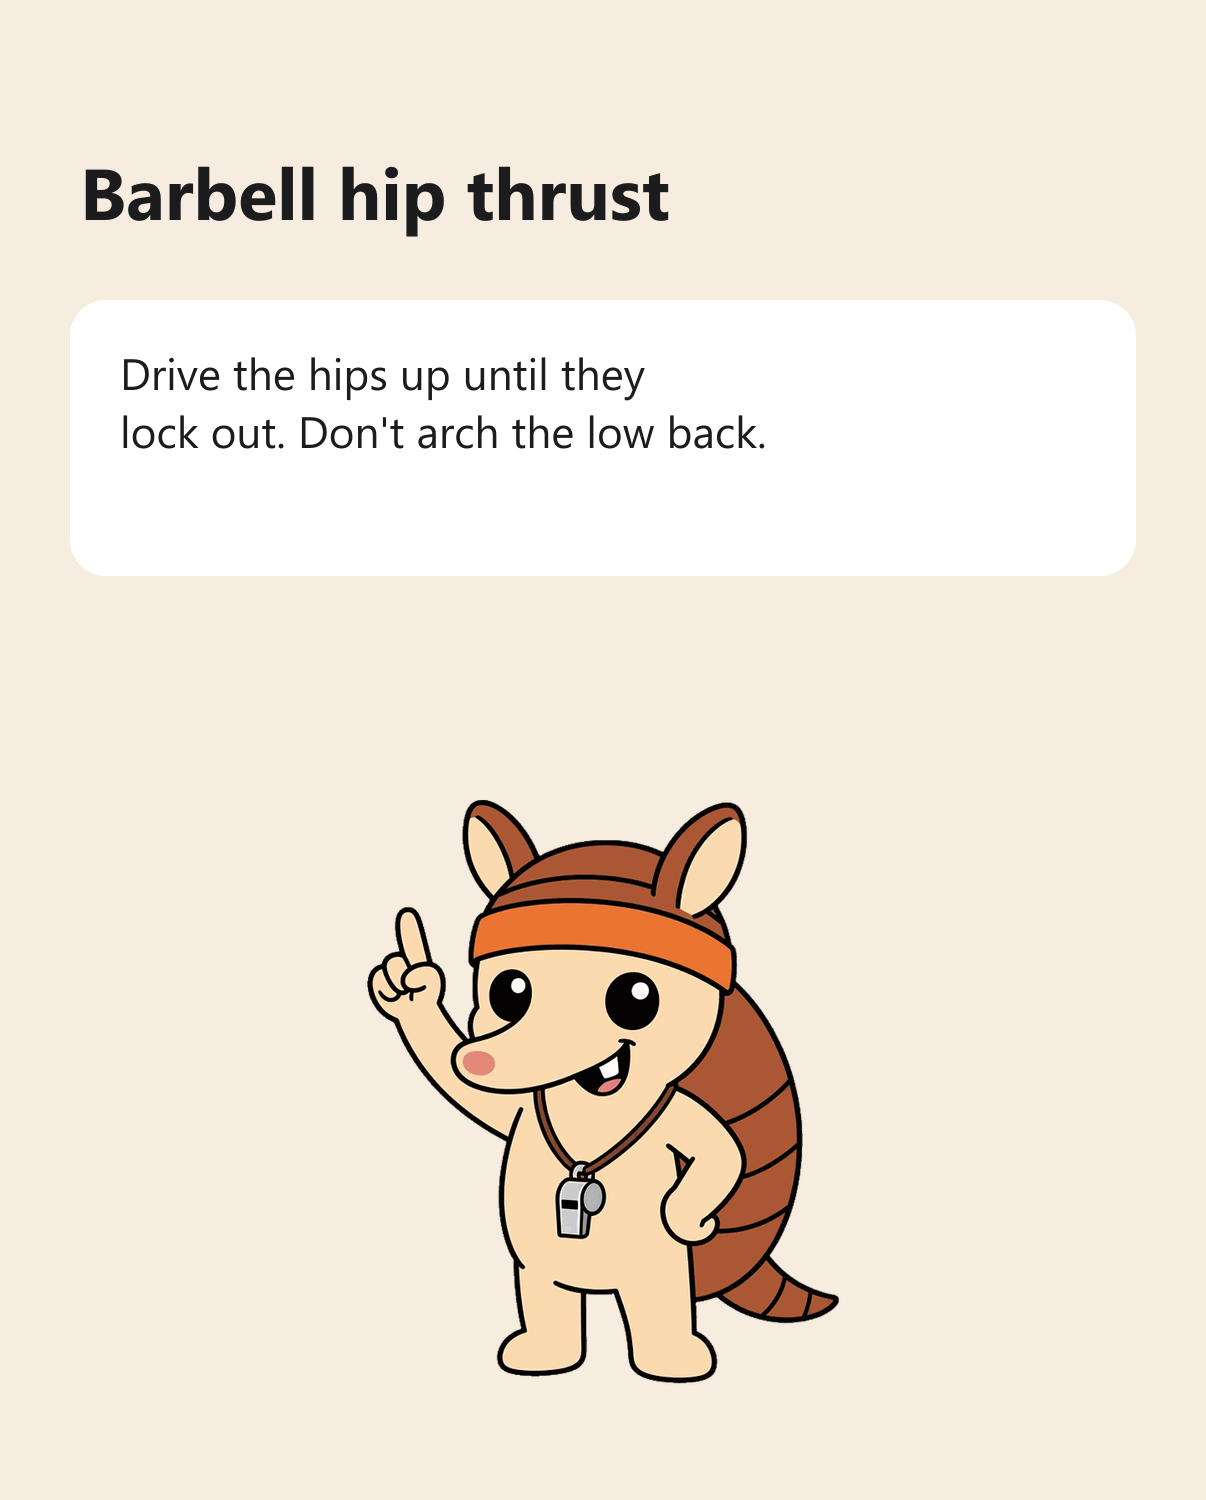 Barbell hip thrust
Drive the hips up until they
lock out. Don't arch the low back.